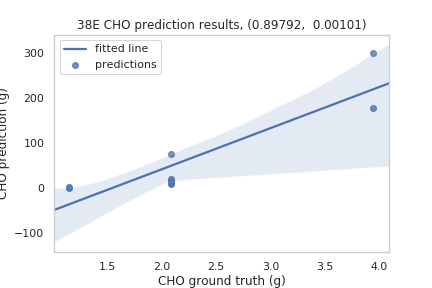 38E CHO prediction results, (0.89792, 0.00101)
fitted line
predictions
300
200
100
0
−100
CHO prediction (g)
1.5 2.0 2.5 3.0 3.5 4.0
CHO ground truth (g)